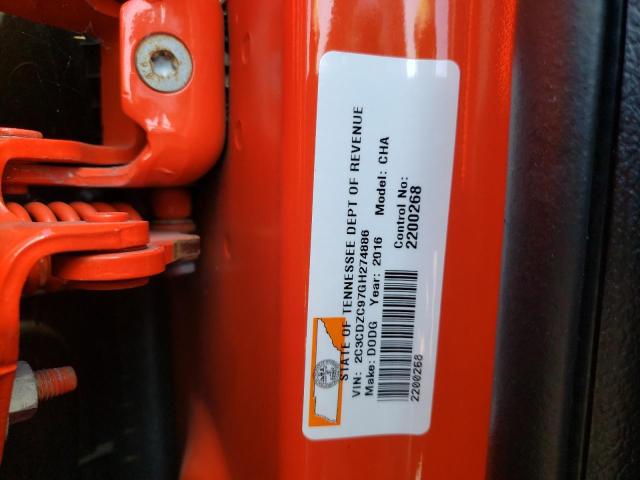 STATE OF TENNESSEE DEPT OF REVENUE
VIN: 2C3CDZC97GH274886
Make: DODG Year: 2016 Model: CHA
Control No:
2200268
2200268